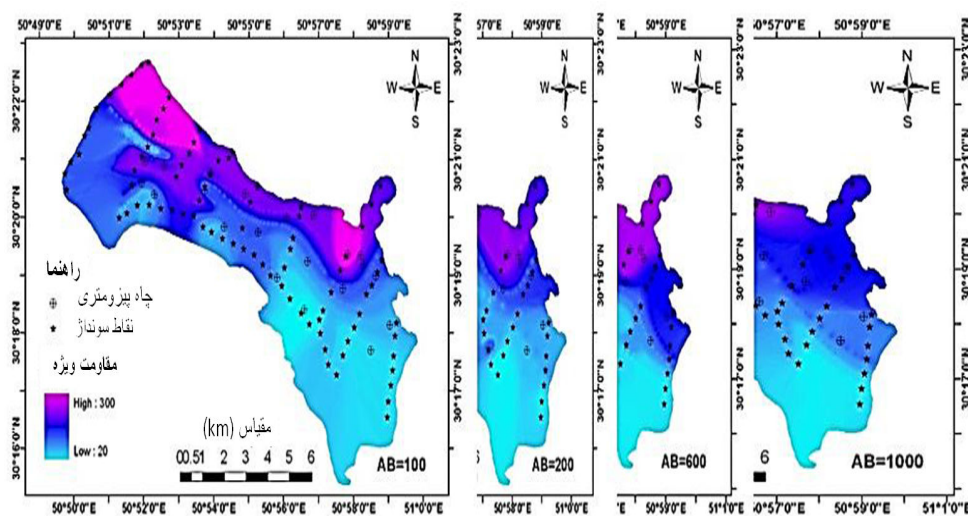 50°49'0"E 50°51'0"E 50°53'0"E 50°55'0"E 50°57'0"E 50°59'0"E
°57'0"E 50°59'0"E
50°59'0"E
50°57'0"E 50°59'0"E
30°23'0"N
30°22'0"N
30°21'0"N
30°20'0"N
30°19'0"N
30°18'0"N
30°17'0"N
30°16'0"N
N
W E
S
N
W E
S
N
W E
S
N
W E
S
راهنما
چاه پیزومتری
نقاط سونداژ
مقاومت ویژه
High : 300
Low : 20
مقیاس (km)
0 0.5 1 2 3 4 5 6
AB=100
AB=200
AB=600
6
AB=1000
50°50'0"E 50°52'0"E 50°54'0"E 50°56'0"E 50°58'0"E 51°0'0"E
50°58'0"E 51°0'0"E
51°0'0"E
50°58'0"E 51°0'0"E